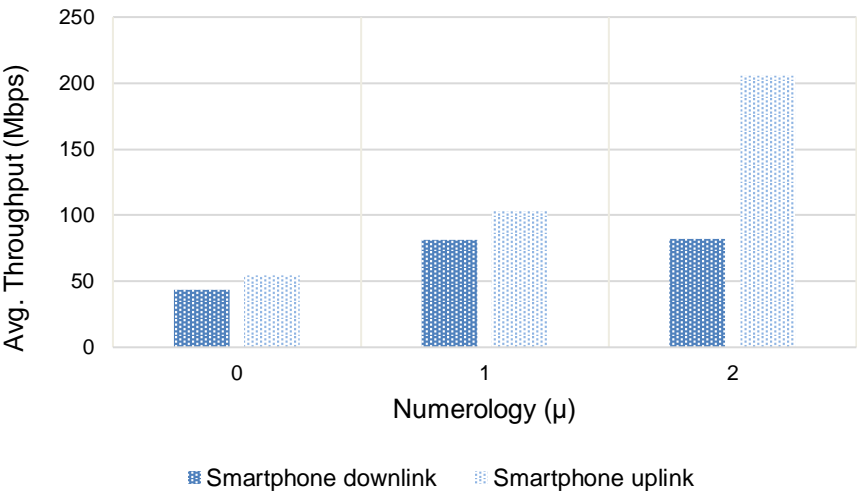 250
200
150
100
50
0
Avg. Throughput (Mbps)
0 1 2
Numerology (µ)
Smartphone downlink Smartphone uplink